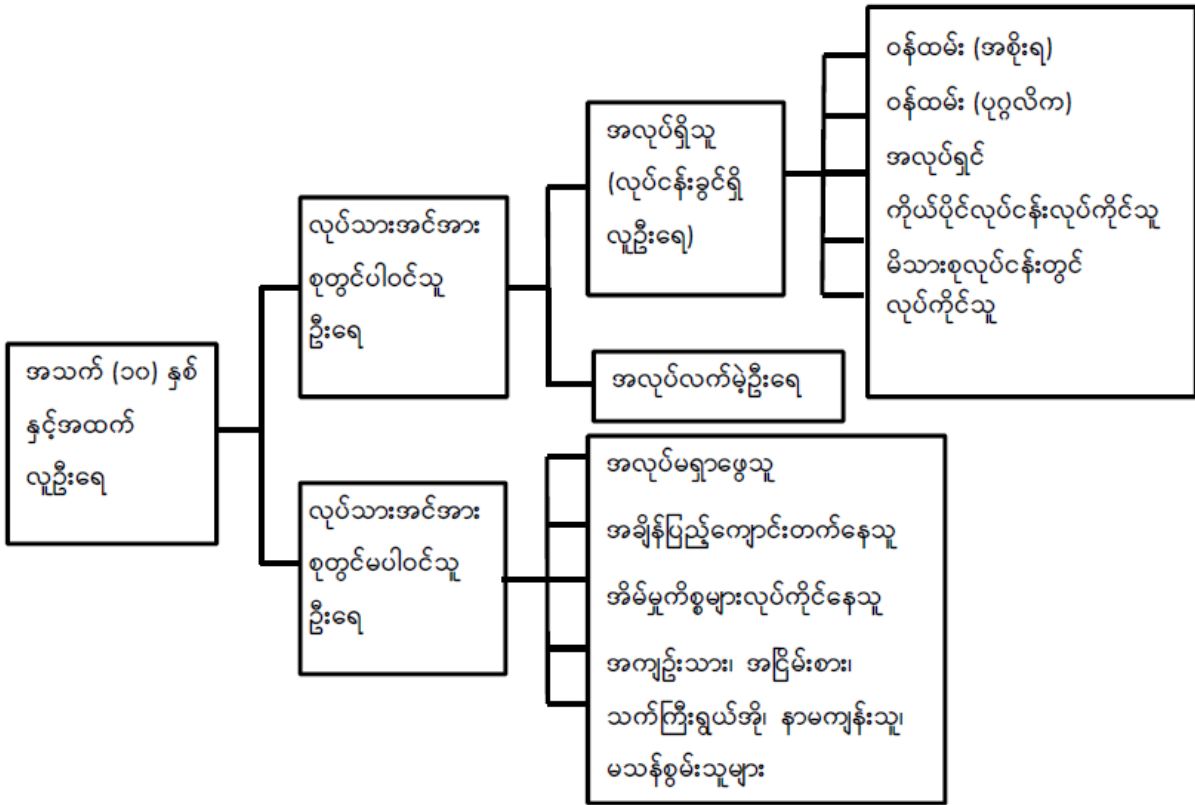 အသက် (၁၀) နှစ်
နှင့်အထက်
လူဦးရေ
လုပ်သားအင်အား
စုတွင်ပါဝင်သူ
ဦးရေ
လုပ်သားအင်အား
စုတွင်မပါဝင်သူ
ဦးရေ
အလုပ်ရှိသူ
(လုပ်ငန်းခွင်ရှိ
လူဦးရေ)
အလုပ်လက်မဲ့ဦးရေ
ဝန်ထမ်း (အစိုးရ)
ဝန်ထမ်း (ပုဂ္ဂလိက)
အလုပ်ရှင်
ကိုယ်ပိုင်လုပ်ငန်းလုပ်ကိုင်သူ
မိသားစုလုပ်ငန်းတွင်
လုပ်ကိုင်သူ
အလုပ်မရှာဖွေသူ
အချိန်ပြည့်ကျောင်းတက်နေသူ
အိမ်မှုကိစ္စများလုပ်ကိုင်နေသူ
အကျဉ်းသား၊ အငြိမ်းစား၊
သက်ကြီးရွယ်အို၊ နာမကျန်းသူ၊
မသန်စွမ်းသူများ